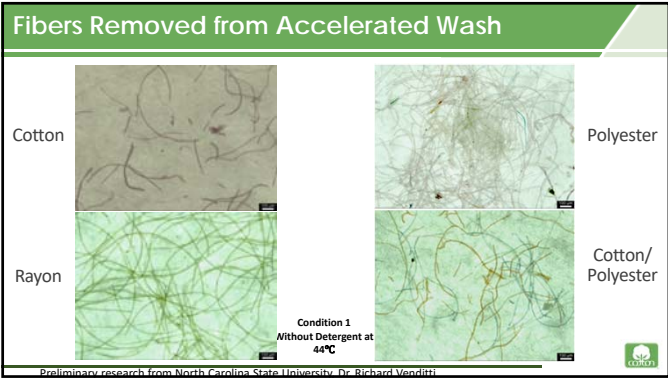 Fibers Removed from Accelerated Wash
Cotton
Polyester
Rayon
Cotton/
Polyester
Condition 1
Without Detergent at
44℃
Preliminary research from North Carolina State University, Dr. Richard Venditti